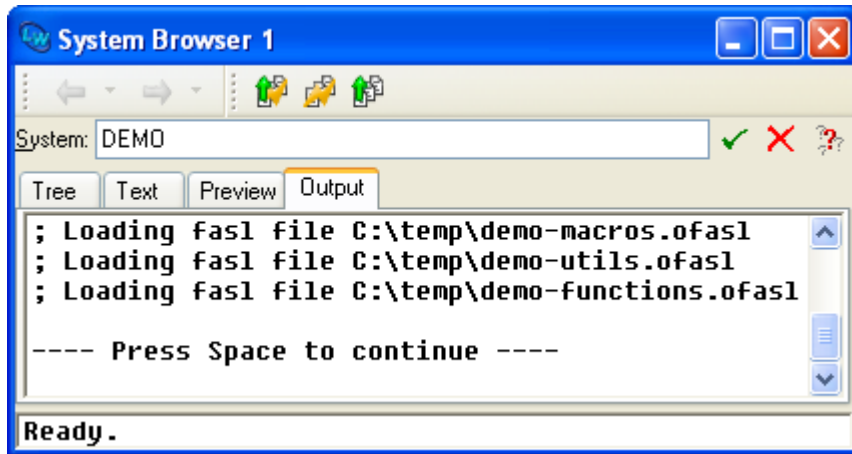 System Browser 1
System: DEMO
Tree Text Preview Output
; Loading fasl file C:\temp\demo-macros.ofasl
; Loading fasl file C:\temp\demo-utils.ofasl
; Loading fasl file C:\temp\demo-functions.ofasl
---- Press Space to continue ----
Ready.